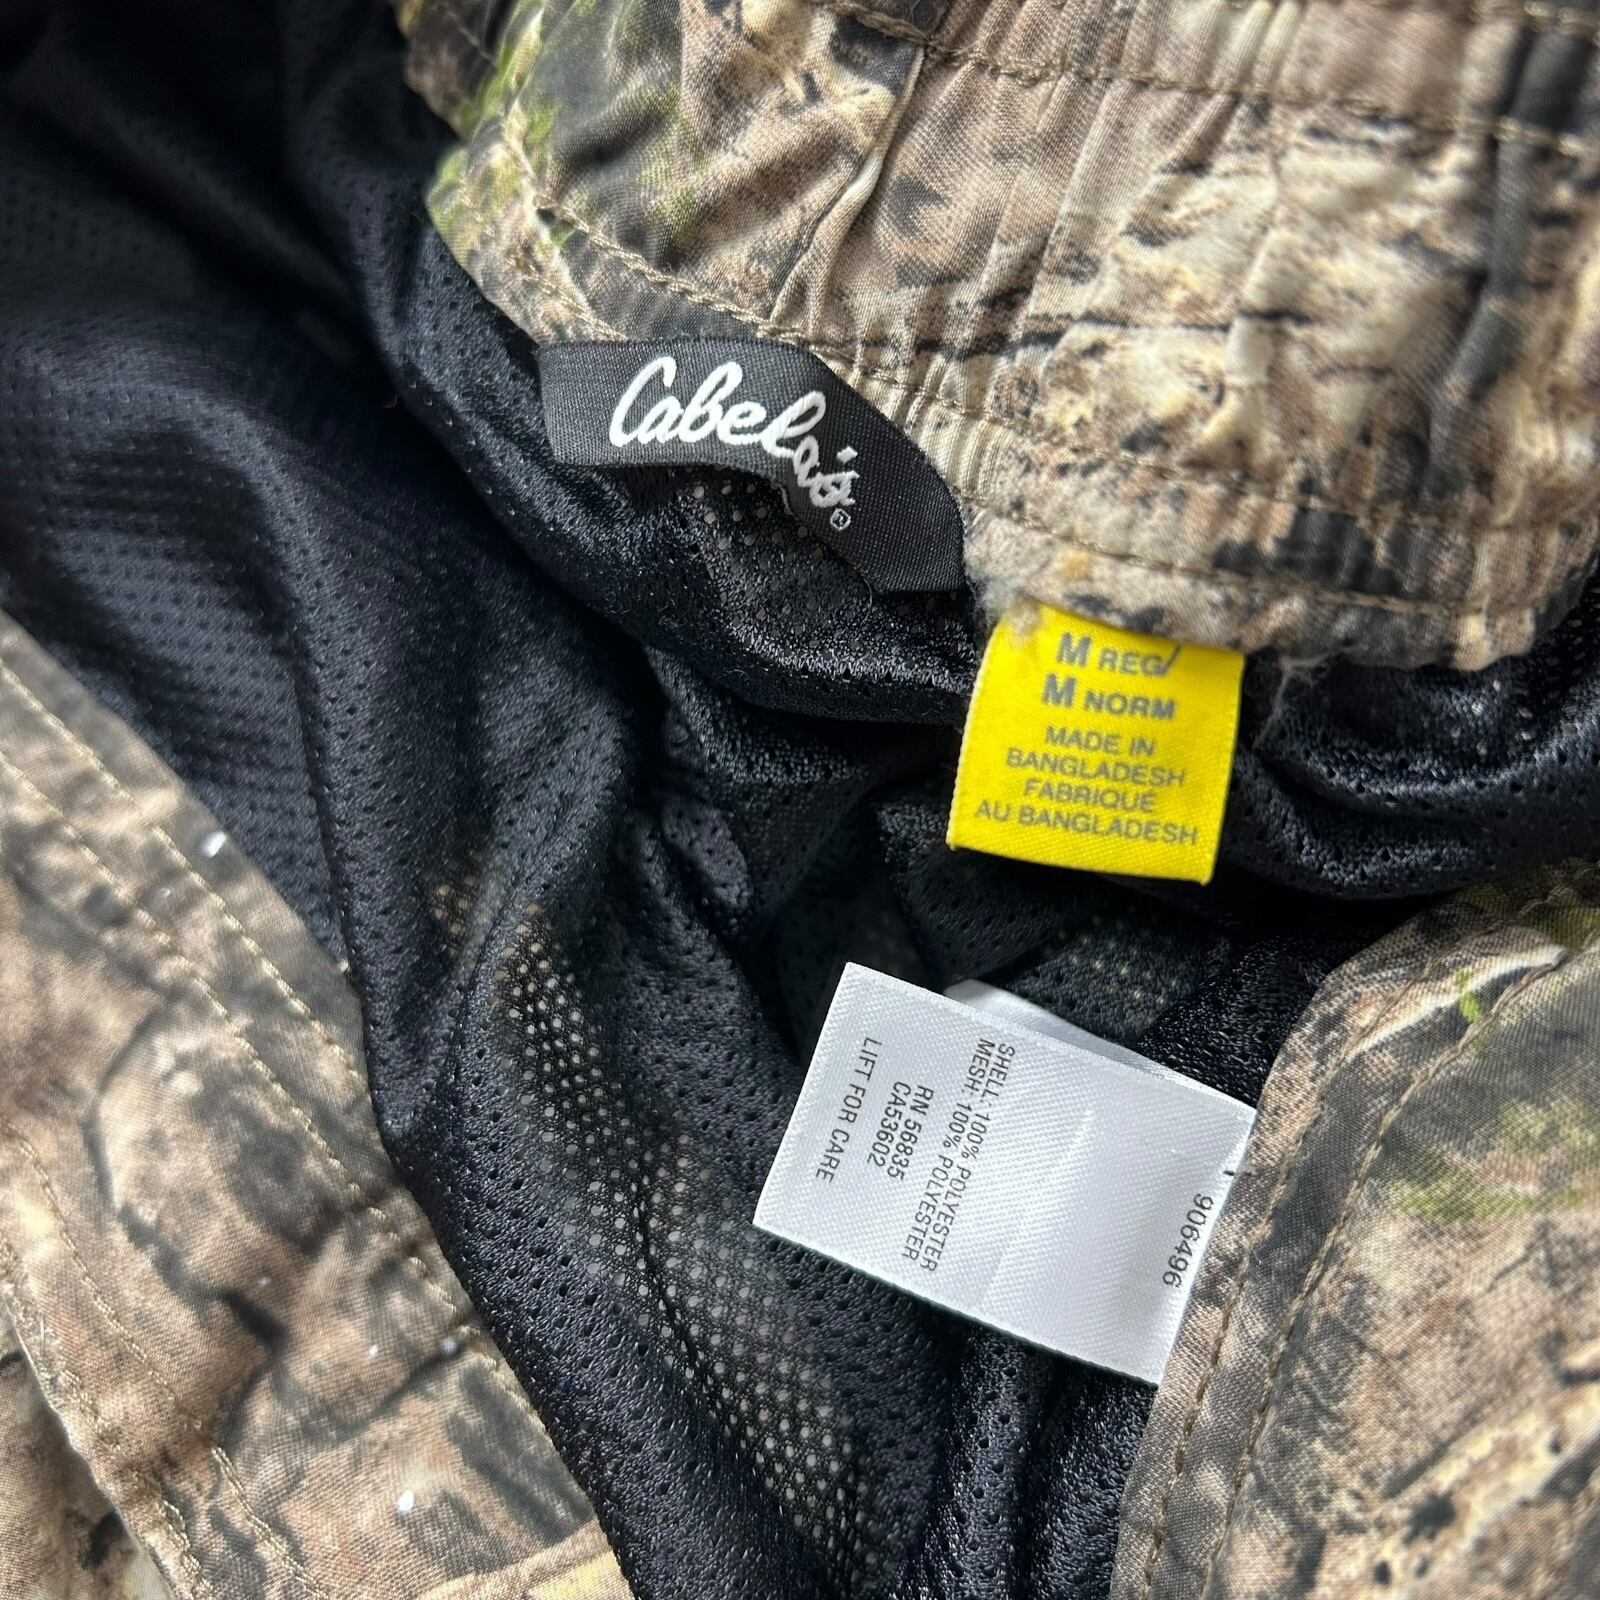 Cabela's®
M REG/
M NORM
MADE IN
BANGLADESH
FABRIQUÉ
AU BANGLADESH
SHELL: 100% POLYESTER
MESH: 100% POLYESTER
RN 56835
CA53602
LIFT FOR CARE
906496